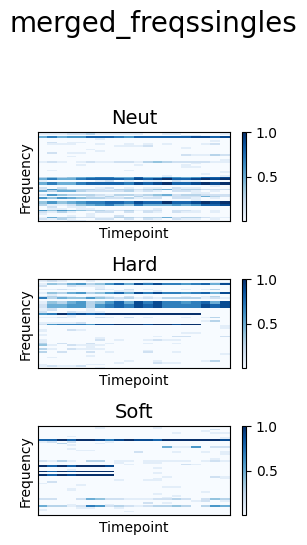 merged_freqssingles
Neut
1.0
0.5
Frequency
Timepoint
Hard
1.0
0.5
Frequency
Timepoint
Soft
1.0
0.5
Frequency
Timepoint